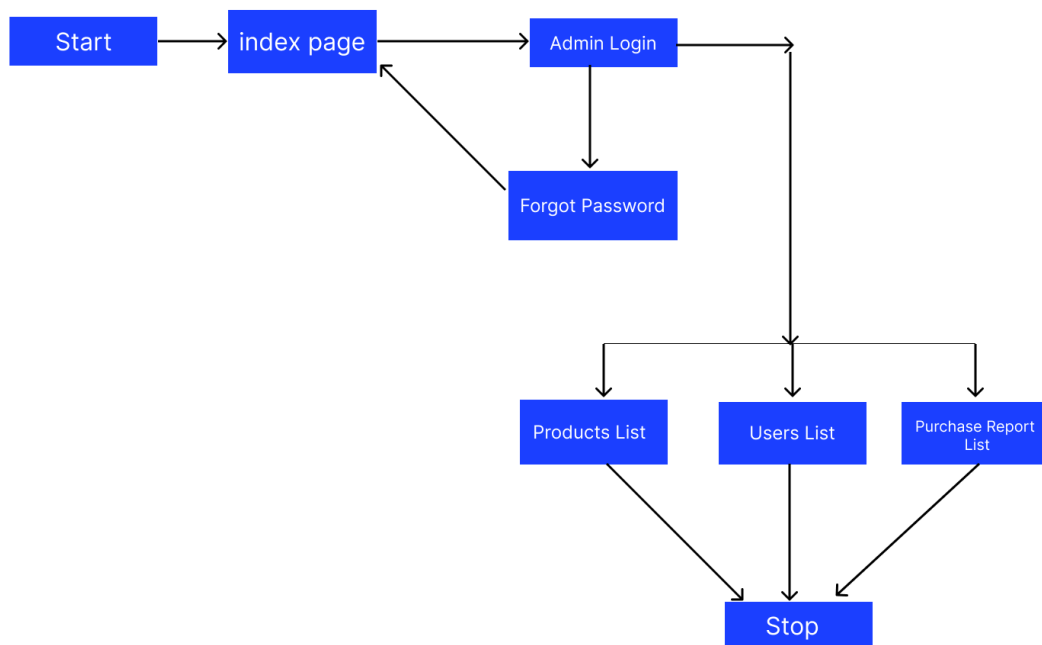 Start
index page
Admin Login
Forgot Password
Products List
Users List
Purchase Report
List
Stop